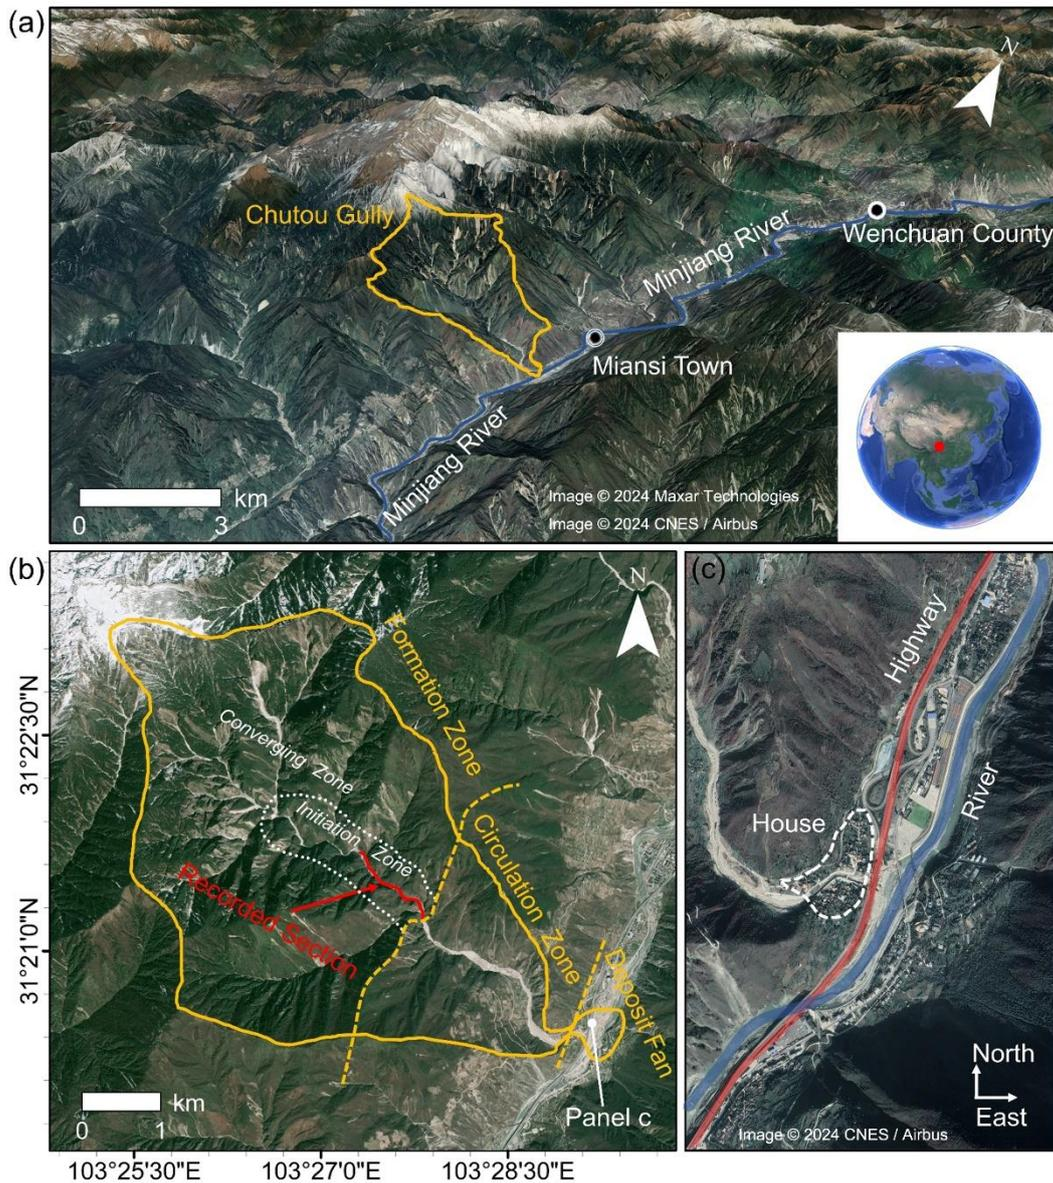 (a)
N
Chutou Gully
Minjiang River
Wenchuan County
Miansi Town
Minjiang River
km
0 3
Image © 2024 Maxar Technologies
Image © 2024 CNES / Airbus
(b)
N
Formation Zone
Converging Zone
Initiation Zone
Circulation Zone
Recorded Section
Deposit Fan
Panel c
km
0 1
31°22'30"N
31°21'0"N
103°25'30"E
103°27'0"E
103°28'30"E
(c)
Highway
River
House
North
East
Image © 2024 CNES / Airbus